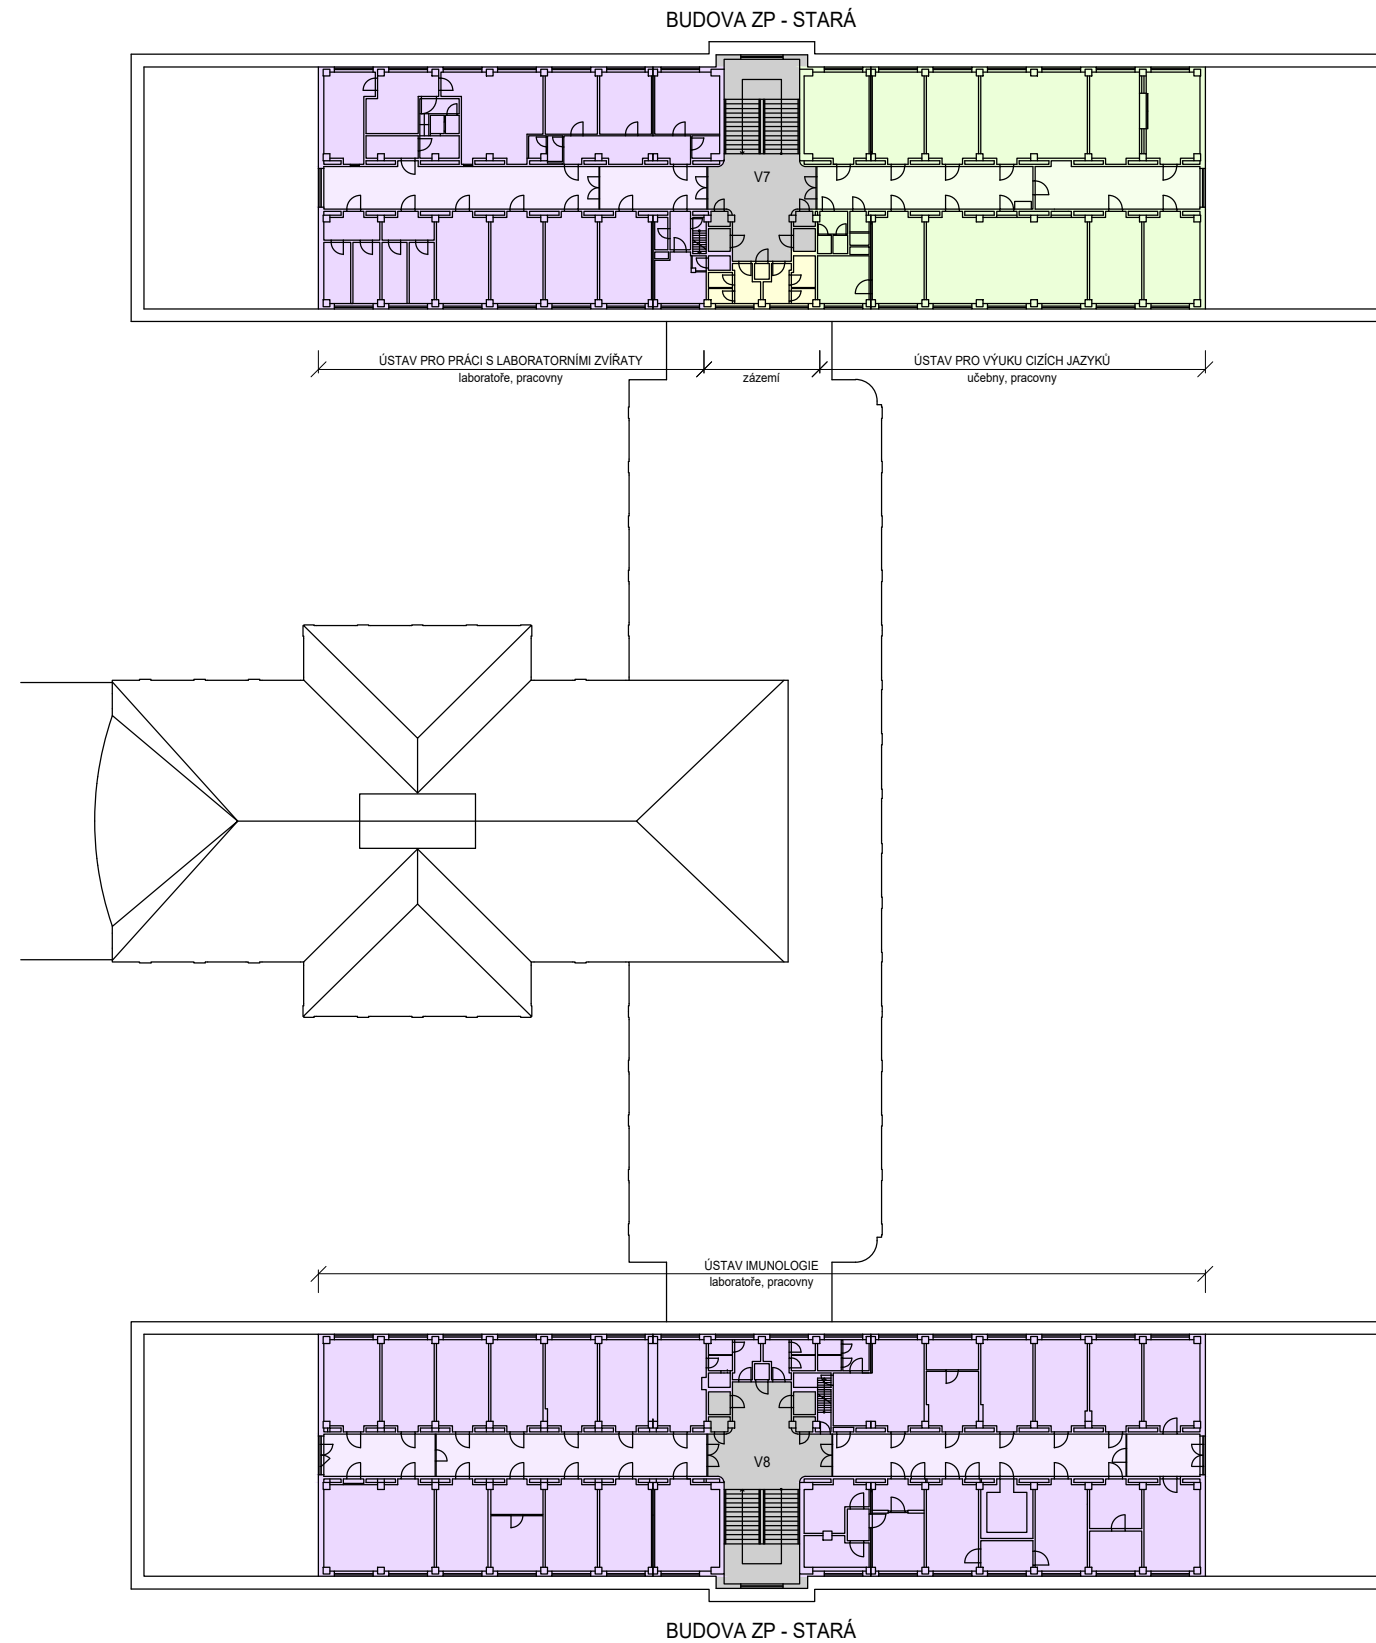 BUDOVA ZP - STARÁ
V7
ÚSTAV PRO PRÁCI S LABORATORNÍMI ZVÍŘATY
laboratoře, pracovny
zázemí
ÚSTAV PRO VÝUKU CIZÍCH JAZYKŮ
učebny, pracovny
ÚSTAV IMUNOLOGIE
laboratoře, pracovny
V8
BUDOVA ZP - STARÁ